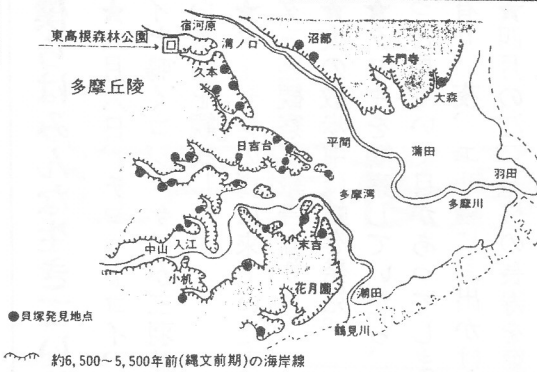 宿河原
東高根森林公園
溝ノ口
沼部
久本
本門寺
多摩丘陵
大森
日吉台
平間
蒲田
羽田
多摩湾
多摩川
中山
入江
末吉
小机
花月園
潮田
鶴見川
●貝塚発見地点
約6,500~5,500年前(縄文前期)の海岸線